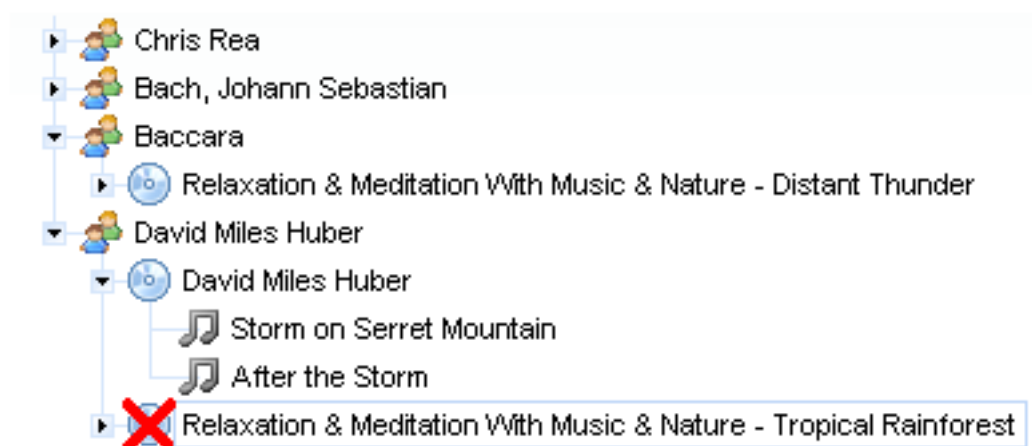 Chris Rea
Bach, Johann Sebastian
Baccara
Relaxation & Meditation With Music & Nature - Distant Thunder
David Miles Huber
David Miles Huber
Storm on Serret Mountain
After the Storm
Relaxation & Meditation With Music & Nature - Tropical Rainforest